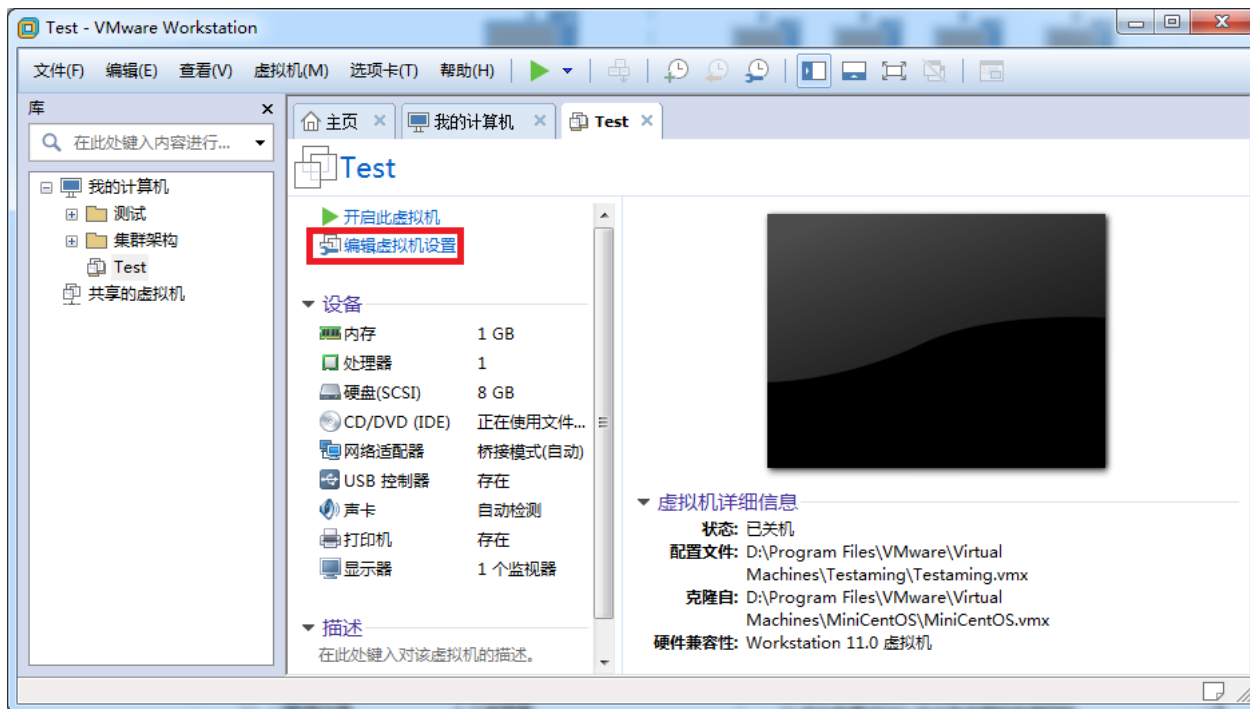 Test - VMware Workstation
文件(F) 编辑(E) 查看(V) 虚拟机(M) 选项卡(T) 帮助(H)
库
在此处键入内容进行...
我的计算机
测试
集群架构
Test
共享的虚拟机
主页 我的计算机 Test
Test
开启此虚拟机
编辑虚拟机设置
设备
内存 1 GB
处理器 1
硬盘(SCSI) 8 GB
CD/DVD (IDE) 正在使用文件...
网络适配器 桥接模式(自动)
USB 控制器 存在
声卡 自动检测
打印机 存在
显示器 1 个监视器
描述
在此处键入对该虚拟机的描述。
虚拟机详细信息
状态: 已关机
配置文件: D:\Program Files\VMware\Virtual
Machines\Testaming\Testaming.vmx
克隆自: D:\Program Files\VMware\Virtual
Machines\MiniCentOS\MiniCentOS.vmx
硬件兼容性: Workstation 11.0 虚拟机